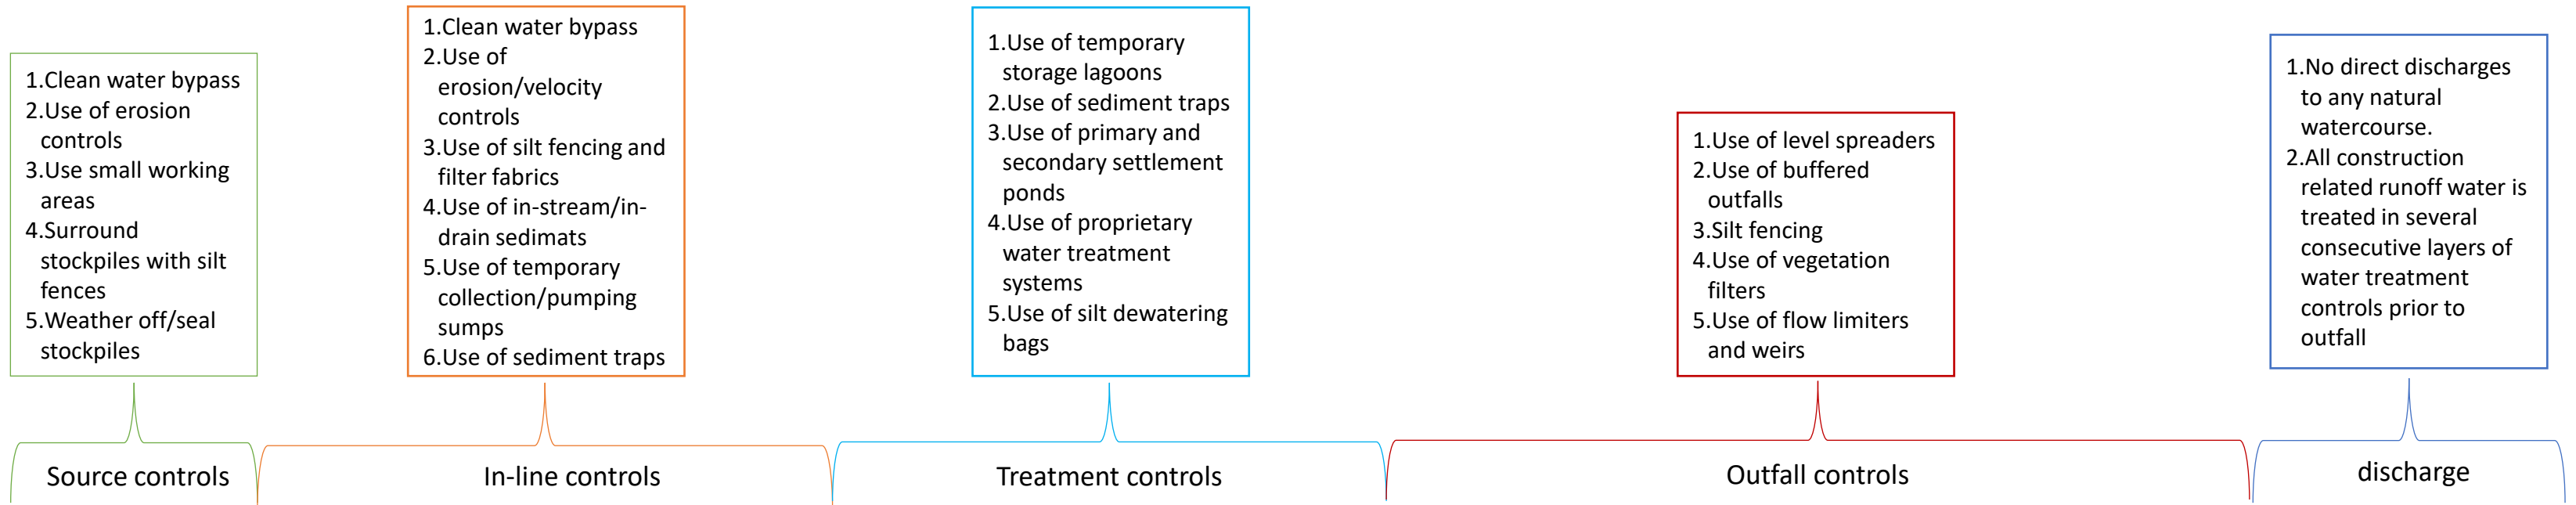 1.Clean water bypass
2.Use of erosion
controls
3.Use small working
areas
4.Surround
stockpiles with silt
fences
5.Weather off/seal
stockpiles
Source controls
1.Clean water bypass
2.Use of
erosion/velocity
controls
3.Use of silt fencing and
filter fabrics
4.Use of in-stream/in-
drain sedimats
5.Use of temporary
collection/pumping
sumps
6.Use of sediment traps
In-line controls
1.Use of temporary
storage lagoons
2.Use of sediment traps
3.Use of primary and
secondary settlement
ponds
4.Use of proprietary
water treatment
systems
5.Use of silt dewatering
bags
Treatment controls
1.Use of level spreaders
2.Use of buffered
outfalls
3.Silt fencing
4.Use of vegetation
filters
5.Use of flow limiters
and weirs
Outfall controls
1.No direct discharges
to any natural
watercourse.
2.All construction
related runoff water is
treated in several
consecutive layers of
water treatment
controls prior to
outfall
discharge